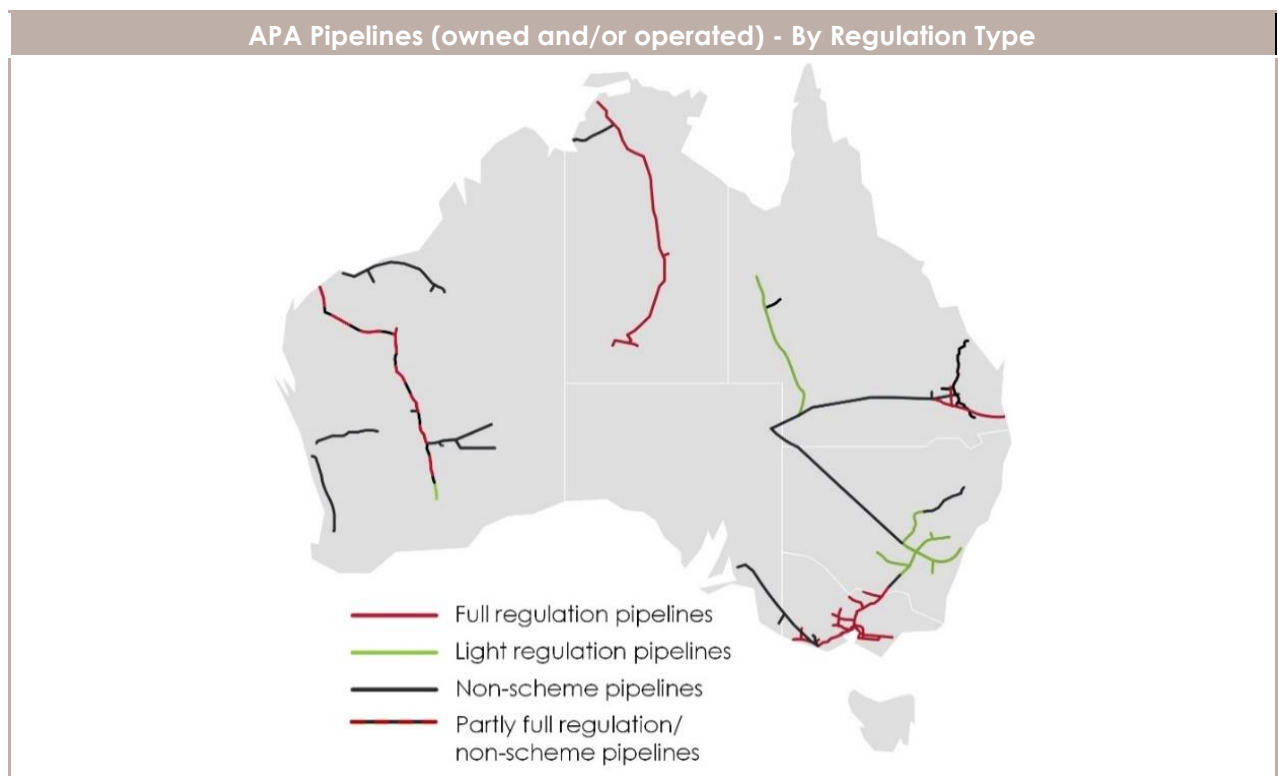 APA Pipelines (owned and/or operated) - By Regulation Type
Full regulation pipelines
Light regulation pipelines
Non-scheme pipelines
Partly full regulation/
non-scheme pipelines